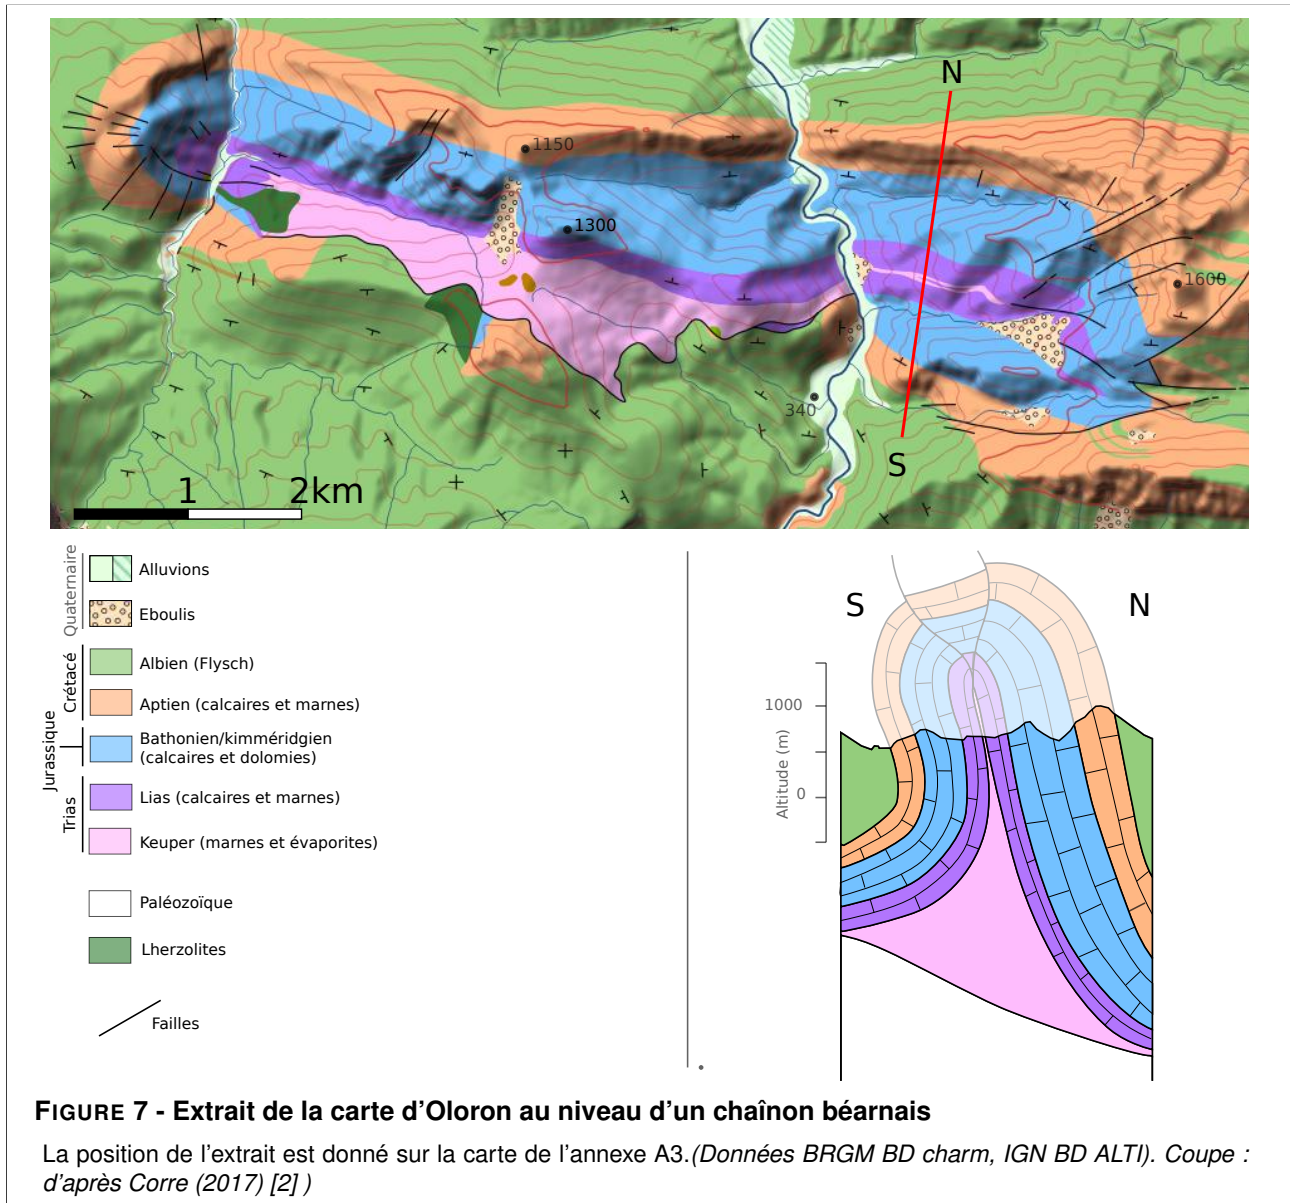 N
1150
1300
1600
340
S
1
2km
Quaternaire
Alluvions
Eboulis
Crétacé
Albien (Flysch)
Aptien (calcaires et marnes)
Jurassique
Bathonien/kimméridgien
(calcaires et dolomies)
Trias
Lias (calcaires et marnes)
Keuper (marnes et évaporites)
Paléozoïque
Lherzolites
Failles
S
N
1000
0
Altitude (m)
FIGURE 7 - Extrait de la carte d'Oloron au niveau d'un chaînon béarnais
La position de l'extrait est donné sur la carte de l'annexe A3.(Données BRGM BD charm, IGN BD ALTI). Coupe :
d'après Corre (2017) [2] )